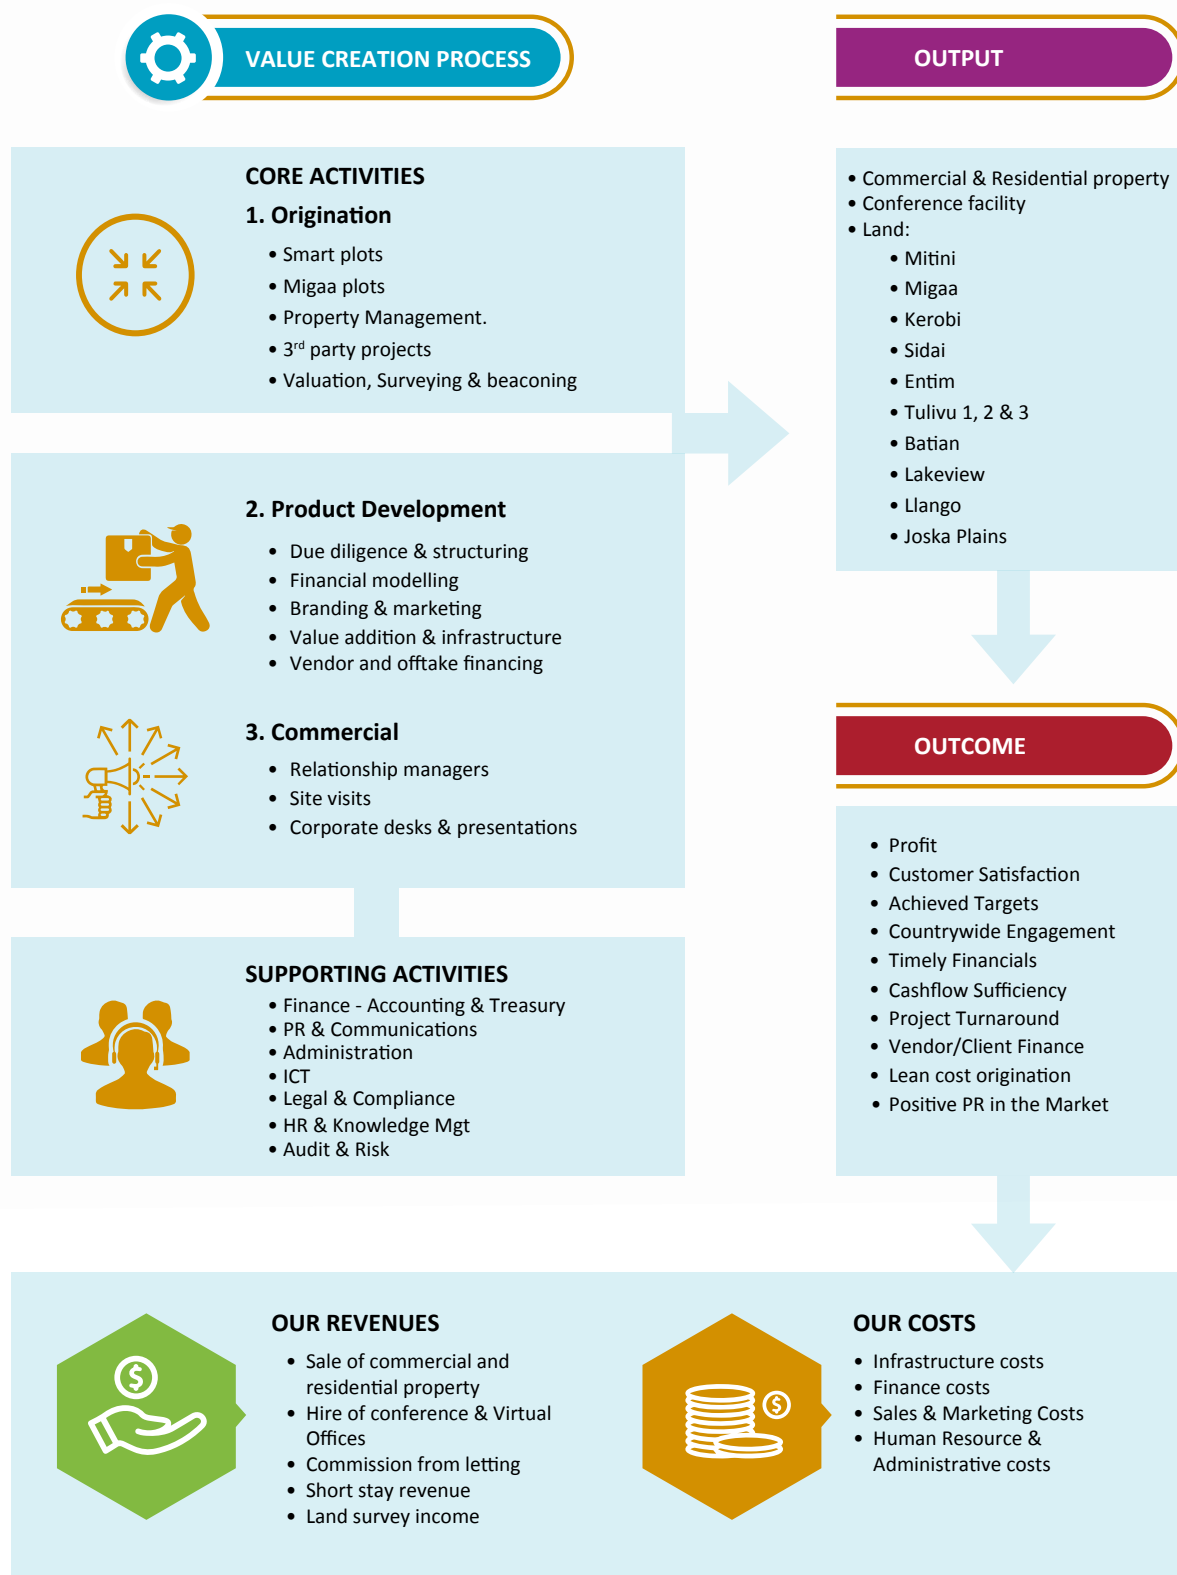 VALUE CREATION PROCESS
CORE ACTIVITIES
1. Origination
• Smart plots
• Migaa plots
• Property Management.
• 3rd party projects
• Valuation, Surveying & beaconing
2. Product Development
• Due diligence & structuring
• Financial modelling
• Branding & marketing
• Value addition & infrastructure
• Vendor and offtake financing
3. Commercial
• Relationship managers
• Site visits
• Corporate desks & presentations
SUPPORTING ACTIVITIES
• Finance - Accounting & Treasury
• PR & Communications
• Administration
• ICT
• Legal & Compliance
• HR & Knowledge Mgt
• Audit & Risk
OUTPUT
• Commercial & Residential property
• Conference facility
• Land:
• Mitini
• Migaa
• Kerobi
• Sidai
• Entim
• Tulivu 1, 2 & 3
• Batian
• Lakeview
• Llango
• Joska Plains
OUTCOME
• Profit
• Customer Satisfaction
• Achieved Targets
• Countrywide Engagement
• Timely Financials
• Cashflow Sufficiency
• Project Turnaround
• Vendor/Client Finance
• Lean cost origination
• Positive PR in the Market
OUR REVENUES
• Sale of commercial and
residential property
• Hire of conference & Virtual
Offices
• Commission from letting
• Short stay revenue
• Land survey income
OUR COSTS
• Infrastructure costs
• Finance costs
• Sales & Marketing Costs
• Human Resource &
Administrative costs